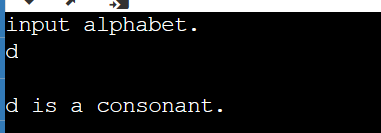 input alphabet.
d
d is a consonant.